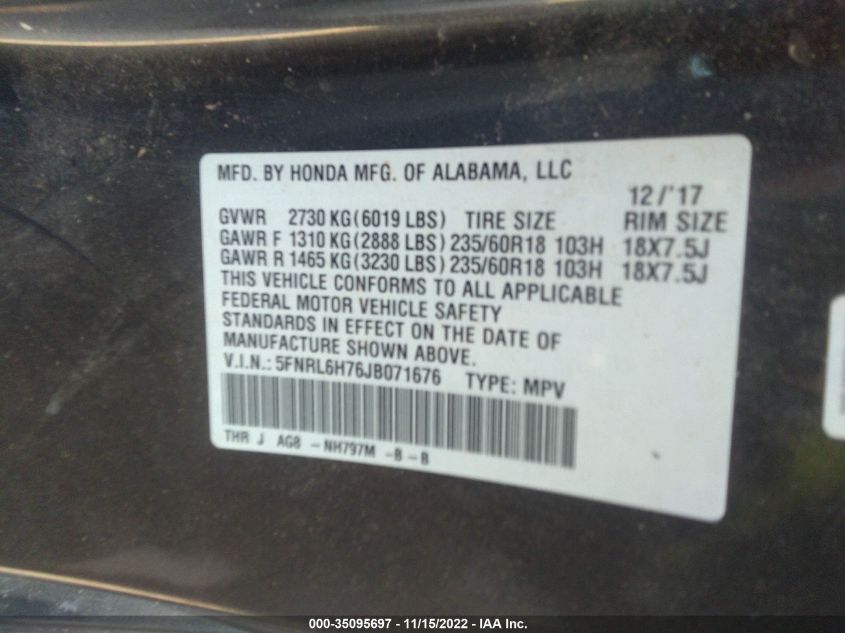 MFD. BY HONDA MFG. OF ALABAMA, LLC
12/'17
GVWR 2730 KG(6019 LBS) TIRE SIZE RIM SIZE
GAWR F 1310 KG(2888 LBS) 235/60R18 103H 18X7.5J
GAWR R 1465 KG(3230 LBS) 235/60R18 103H 18X7.5J
THIS VEHICLE CONFORMS TO ALL APPLICABLE
FEDERAL MOTOR VEHICLE SAFETY
STANDARDS IN EFFECT ON THE DATE OF
MANUFACTURE SHOWN ABOVE.
V.I.N.: 5FNRL6H76JB071676 TYPE: MPV
THR J AG8 -NH797M -B-B
000-35095697 - 11/15/2022 - IAA Inc.